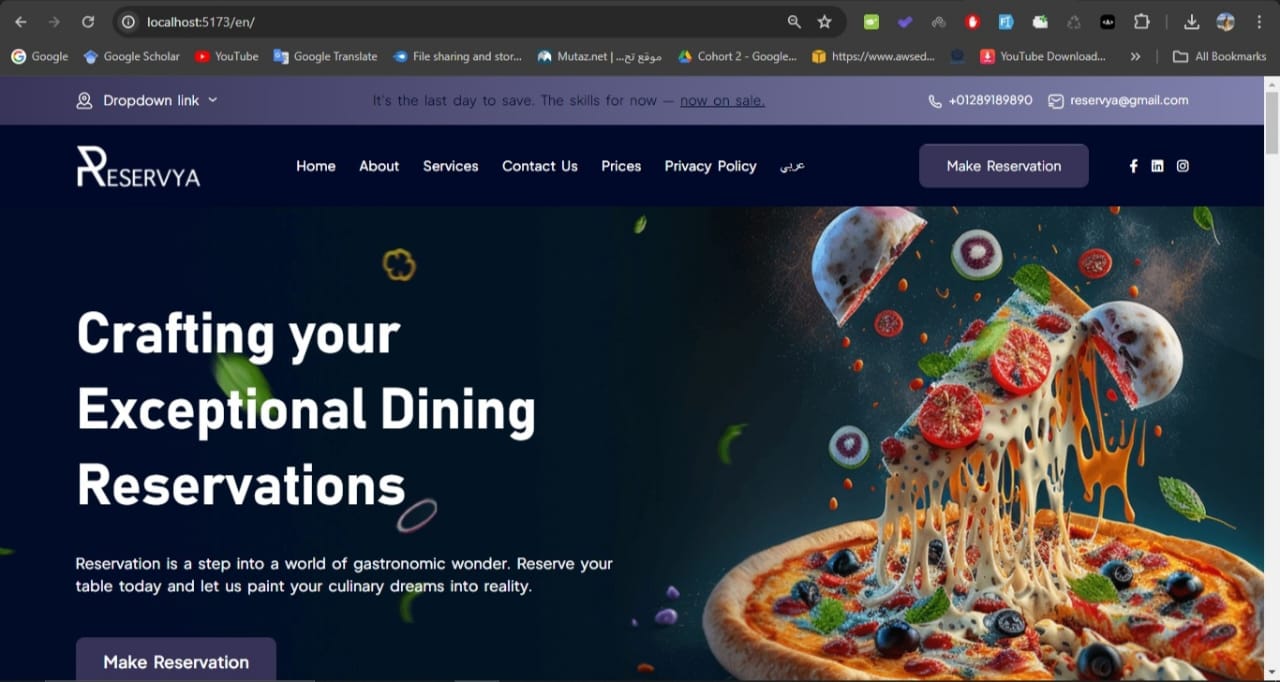 localhost:5173/en/
Google
Google Scholar
YouTube
Google Translate
File sharing and stor...
Mutaz.net | ...موقع تح
Cohort 2 - Google...
https://www.awsed...
YouTube Download...
All Bookmarks
Dropdown link
It's the last day to save. The skills for now — now on sale.
+01289189890
reservya@gmail.com
RESERVYA
Home
About
Services
Contact Us
Prices
Privacy Policy
عربي
Make Reservation
Crafting your
Exceptional Dining
Reservations
Reservation is a step into a world of gastronomic wonder. Reserve your
table today and let us paint your culinary dreams into reality.
Make Reservation